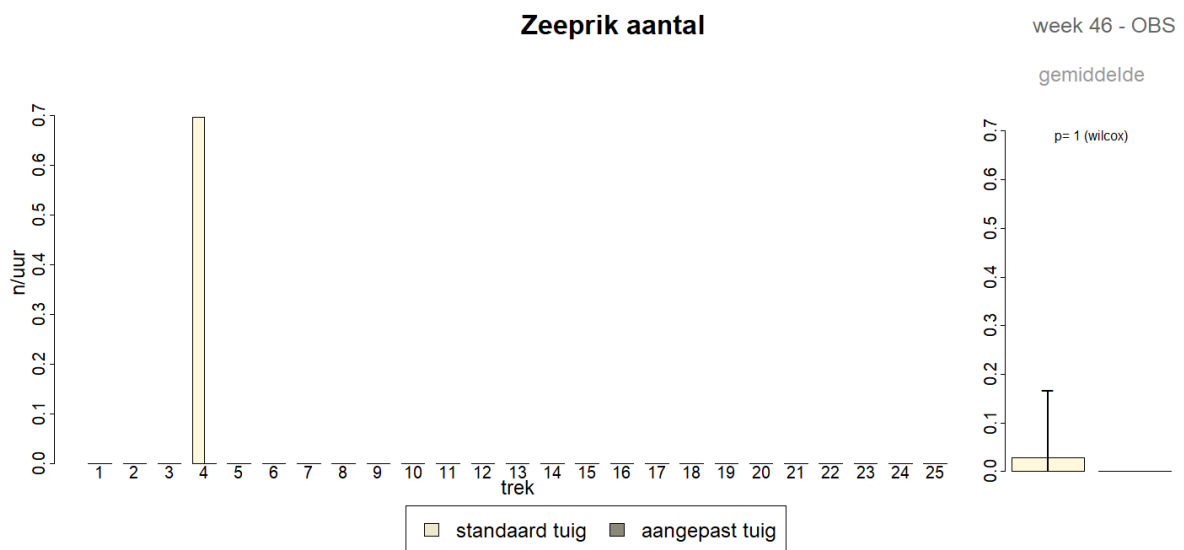 Zeeprik aantal
week 46 - OBS
gemiddelde
n/uur
0.0 0.1 0.2 0.3 0.4 0.5 0.6 0.7
1 2 3 4 5 6 7 8 9 10 11 12 13 14 15 16 17 18 19 20 21 22 23 24 25
trek
p= 1 (wilcox)
0.0 0.1 0.2 0.3 0.4 0.5 0.6 0.7
standaard tuig aangepast tuig